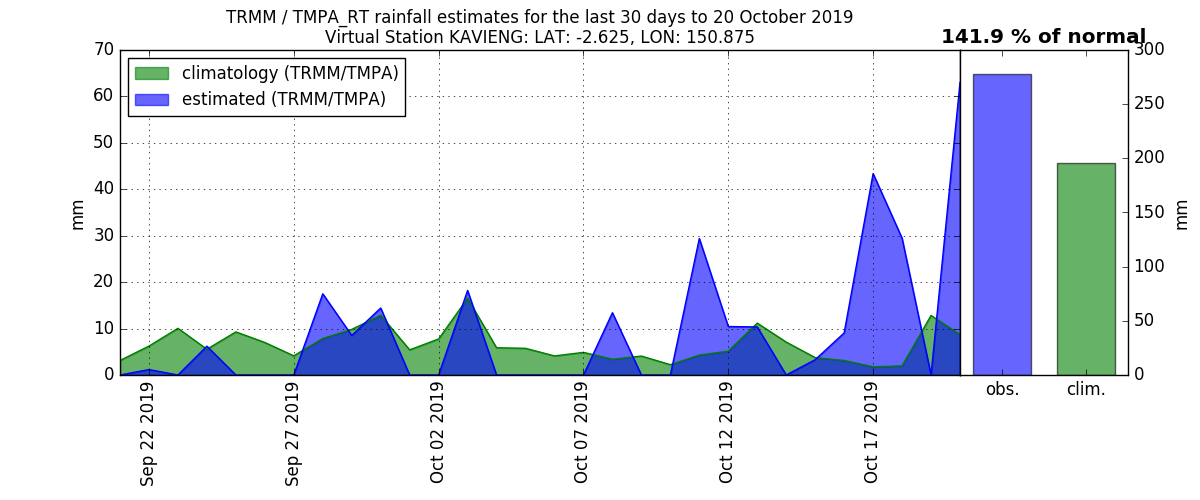 TRMM / TMPA_RT rainfall estimates for the last 30 days to 20 October 2019
Virtual Station KAVIENG: LAT: -2.625, LON: 150.875
141.9 % of normal
climatology (TRMM/TMPA)
estimated (TRMM/TMPA)
70
60
50
40
30
20
10
0
mm
Sep 22 2019
Sep 27 2019
Oct 02 2019
Oct 07 2019
Oct 12 2019
Oct 17 2019
obs.
clim.
300
250
200
150
100
50
0
mm